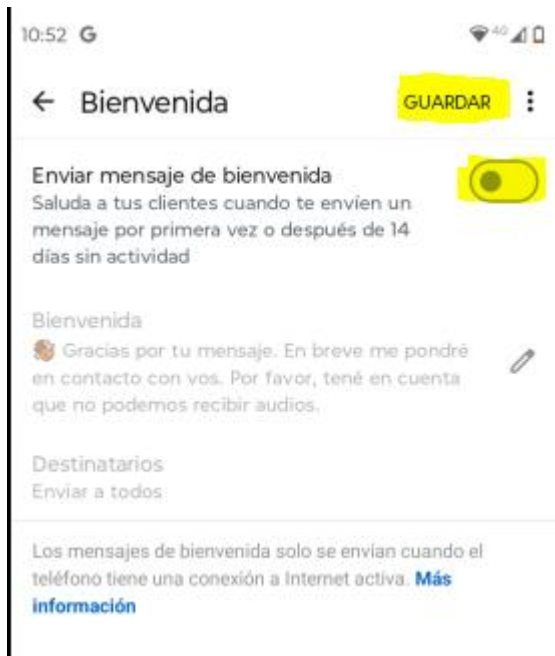 10:52 G 4G
Bienvenida GUARDAR
Enviar mensaje de bienvenida
Saluda a tus clientes cuando te envíen un
mensaje por primera vez o después de 14
días sin actividad
Bienvenida
👋🏼 Gracias por tu mensaje. En breve me pondré
en contacto con vos. Por favor, tené en cuenta
que no podemos recibir audios.
Destinatarios
Enviar a todos
Los mensajes de bienvenida solo se envían cuando el
teléfono tiene una conexión a Internet activa. Más
información